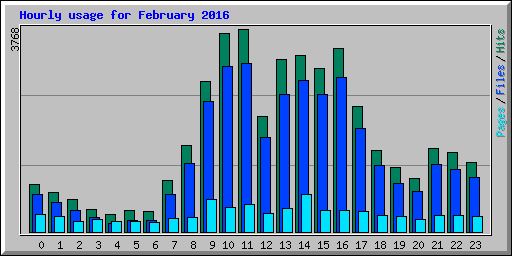 Hourly usage for February 2016
3768
Pages/Files/Hits
0 1 2 3 4 5 6 7 8 9 10 11 12 13 14 15 16 17 18 19 20 21 22 23